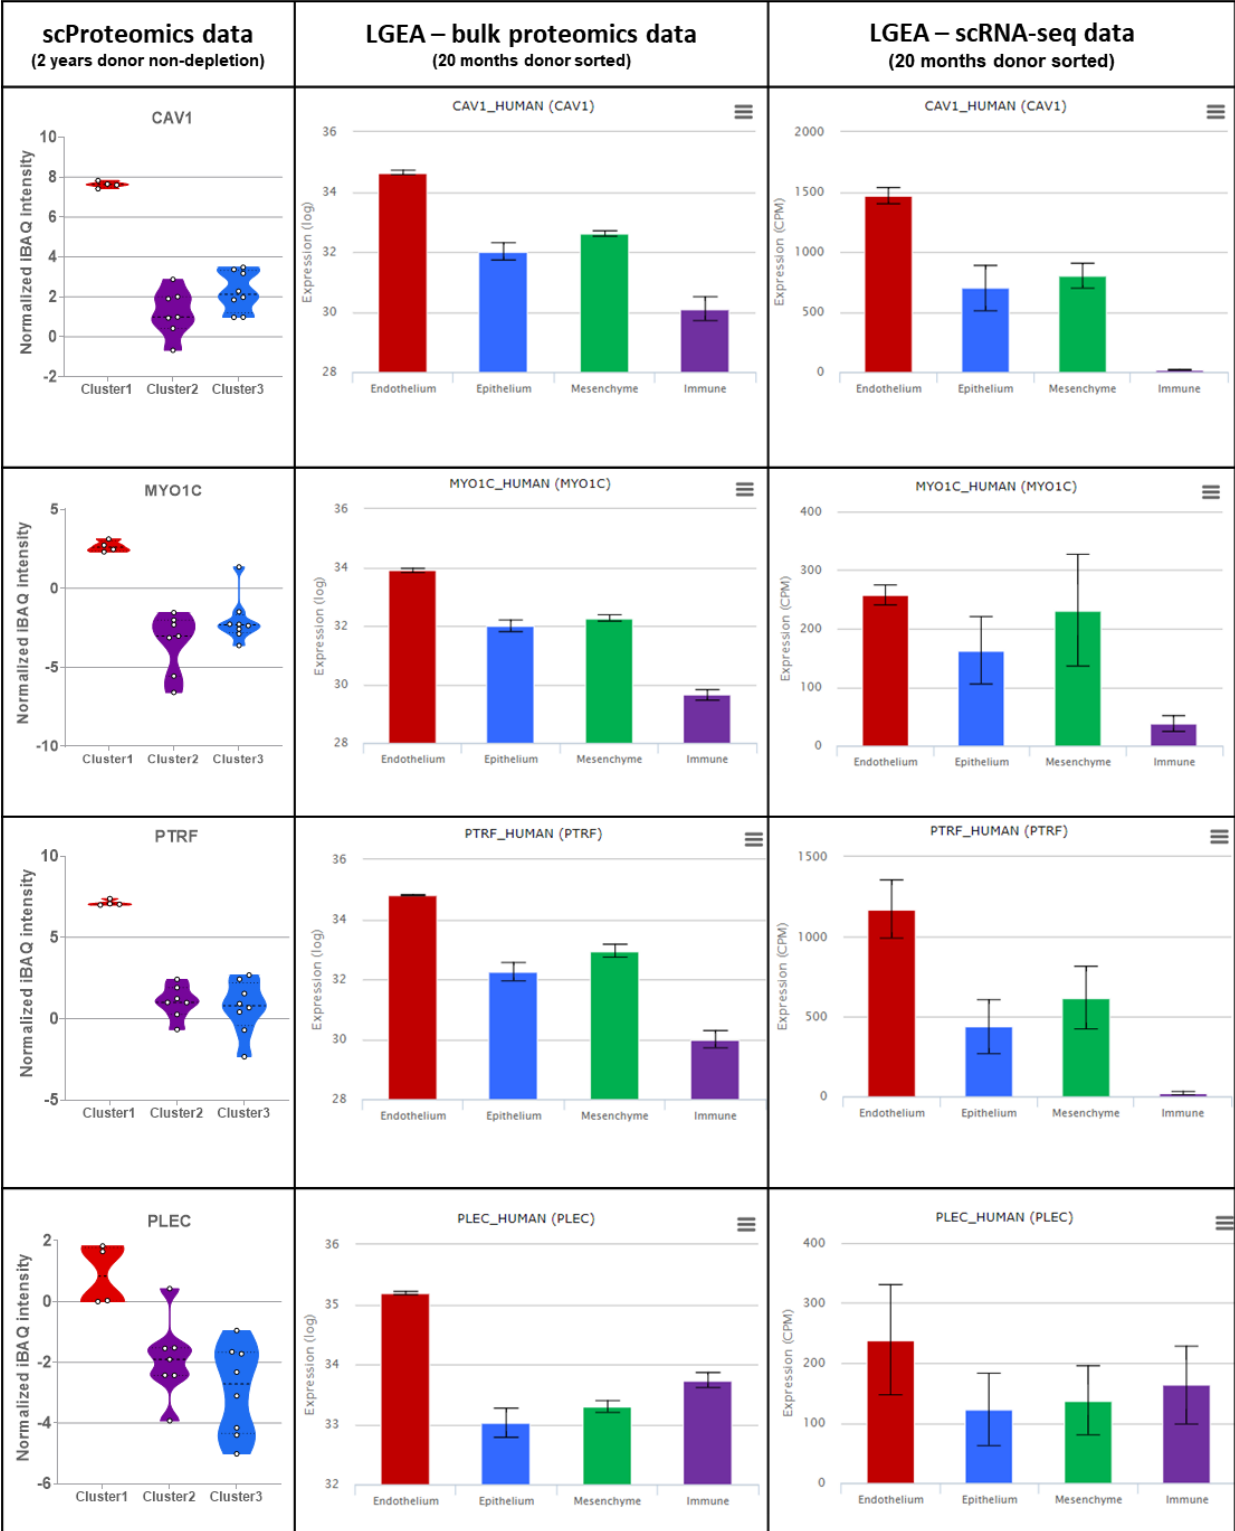 scProteomics data
(2 years donor non-depletion)
LGEA – bulk proteomics data
(20 months donor sorted)
LGEA – scRNA-seq data
(20 months donor sorted)
CAV1
Normalized iBAQ intensity
10
8
6
4
2
0
-2
Cluster1 Cluster2 Cluster3
CAV1_HUMAN (CAV1)
Expression (log)
36
34
32
30
28
Endothelium Epithelium Mesenchyme Immune
CAV1_HUMAN (CAV1)
Expression (CPM)
2000
1500
1000
500
0
Endothelium Epithelium Mesenchyme Immune
MYO1C
Normalized iBAQ intensity
5
0
-5
-10
Cluster1 Cluster2 Cluster3
MYO1C_HUMAN (MYO1C)
Expression (log)
36
34
32
30
28
Endothelium Epithelium Mesenchyme Immune
MYO1C_HUMAN (MYO1C)
Expression (CPM)
400
300
200
100
0
Endothelium Epithelium Mesenchyme Immune
PTRF
Normalized iBAQ intensity
10
5
0
-5
Cluster1 Cluster2 Cluster3
PTRF_HUMAN (PTRF)
Expression (log)
36
34
32
30
28
Endothelium Epithelium Mesenchyme Immune
PTRF_HUMAN (PTRF)
Expression (CPM)
1500
1000
500
0
Endothelium Epithelium Mesenchyme Immune
PLEC
Normalized iBAQ intensity
2
0
-2
-4
-6
Cluster1 Cluster2 Cluster3
PLEC_HUMAN (PLEC)
Expression (log)
36
35
34
33
32
Endothelium Epithelium Mesenchyme Immune
PLEC_HUMAN (PLEC)
Expression (CPM)
400
300
200
100
0
Endothelium Epithelium Mesenchyme Immune